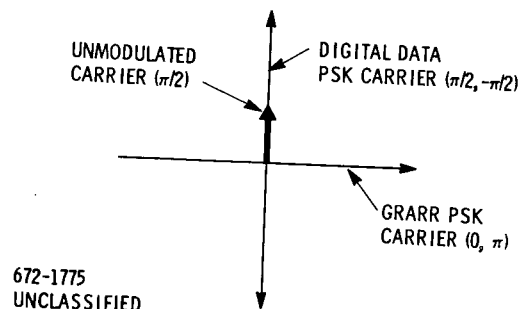 UNMODULATED
CARRIER (π/2)
DIGITAL DATA
PSK CARRIER (π/2, -π/2)
GRARR PSK
CARRIER (0, π)
672-1775
UNCLASSIFIED